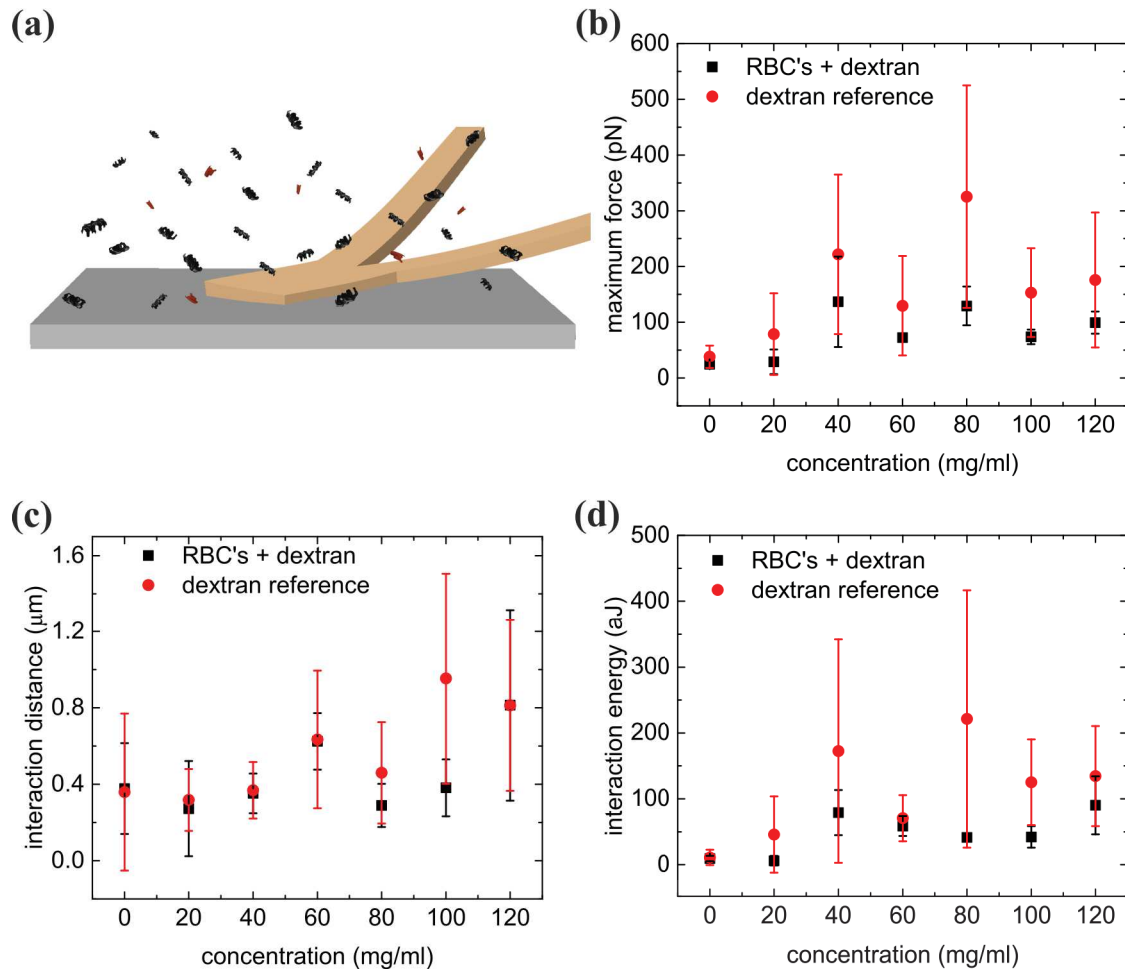 (a)
(b)
600
500
400
300
200
100
0
maximum force (pN)
RBC's + dextran
dextran reference
0 20 40 60 80 100 120
concentration (mg/ml)
(c)
1.6
1.2
0.8
0.4
0.0
interaction distance (μm)
RBC's + dextran
dextran reference
0 20 40 60 80 100 120
concentration (mg/ml)
(d)
500
400
300
200
100
0
interaction energy (aJ)
RBC's + dextran
dextran reference
0 20 40 60 80 100 120
concentration (mg/ml)